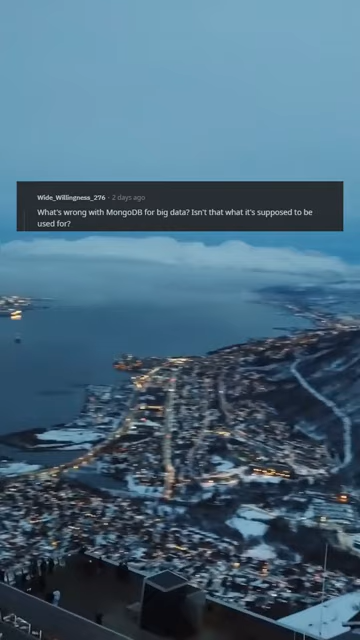 Wide_Willingness_276 · 2 days ago
What's wrong with MongoDB for big data? Isn't that what it's supposed to be
used for?